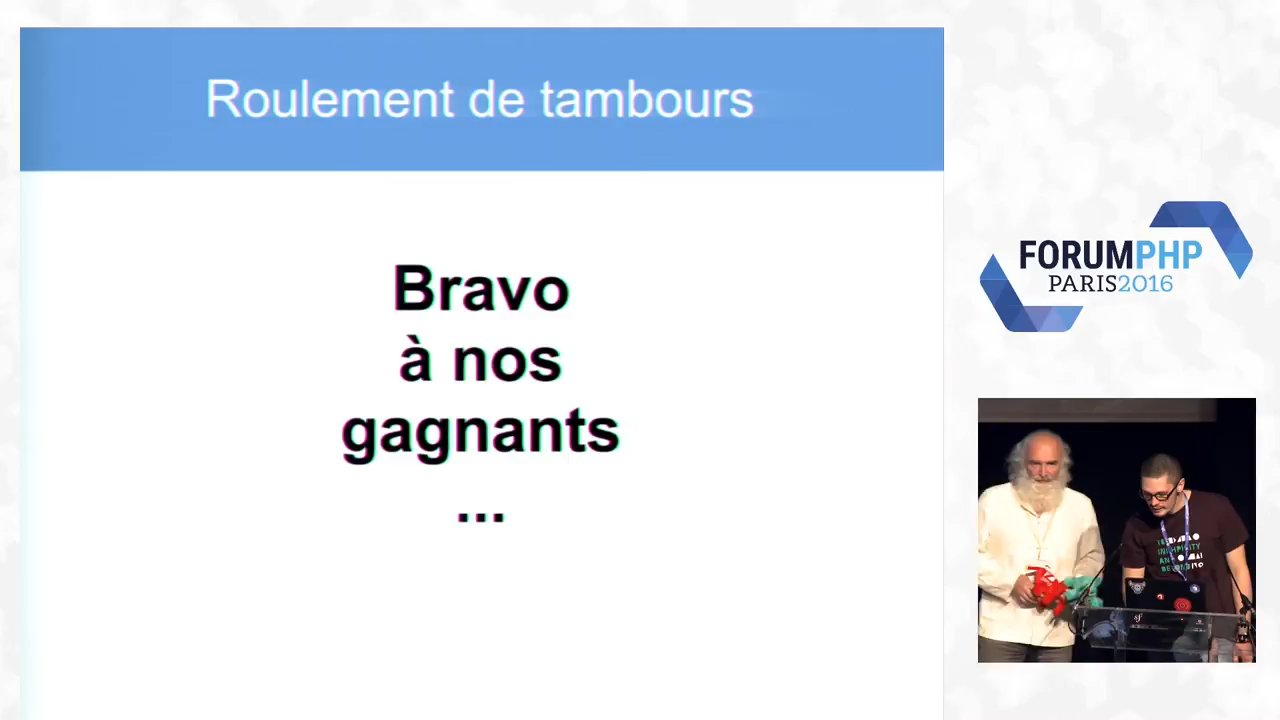 Roulement de tambours
Bravo
à nos
gagnants
...
FORUMPHP
PARIS2016